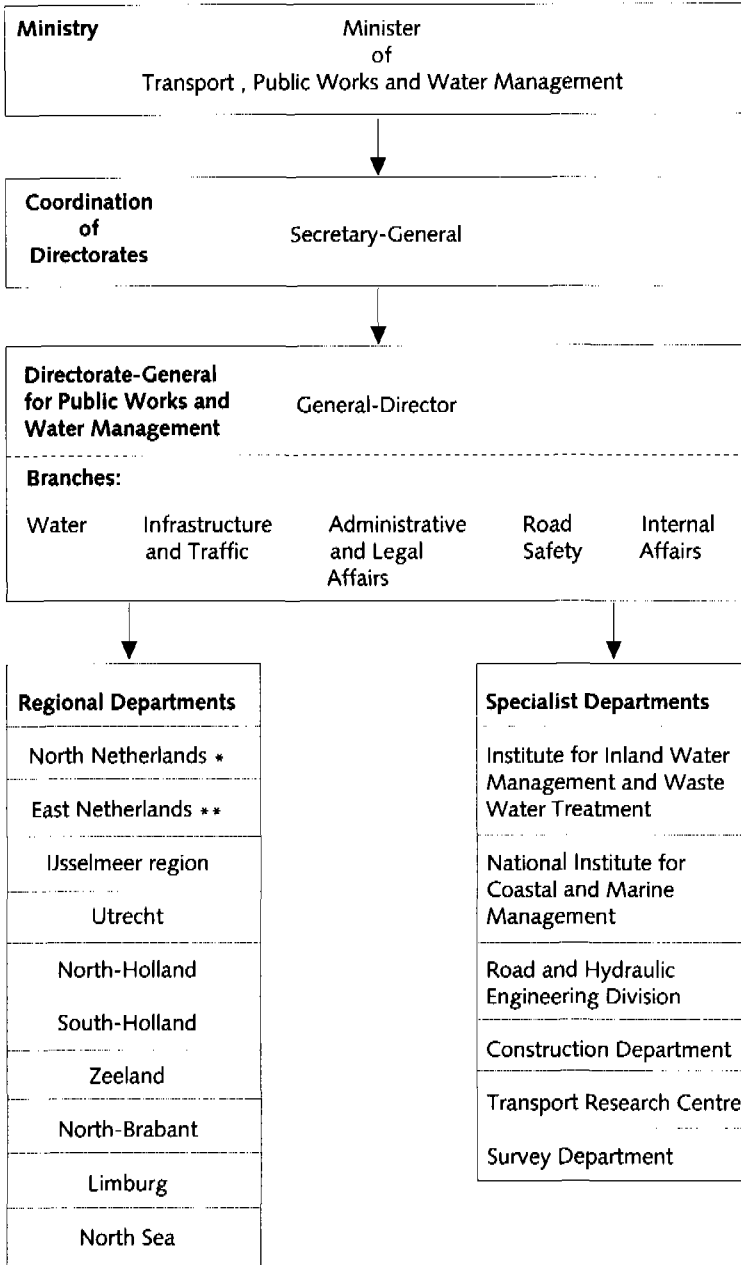 Ministry
Minister
of
Transport , Public Works and Water Management
Coordination
of
Directorates
Secretary-General
Directorate-General
for Public Works and
Water Management
General-Director
Branches:
Water
Infrastructure
and Traffic
Administrative
and Legal
Affairs
Road
Safety
Internal
Affairs
Regional Departments
North Netherlands *
East Netherlands **
IJsselmeer region
Utrecht
North-Holland
South-Holland
Zeeland
North-Brabant
Limburg
North Sea
Specialist Departments
Institute for Inland Water
Management and Waste
Water Treatment
National Institute for
Coastal and Marine
Management
Road and Hydraulic
Engineering Division
Construction Department
Transport Research Centre
Survey Department